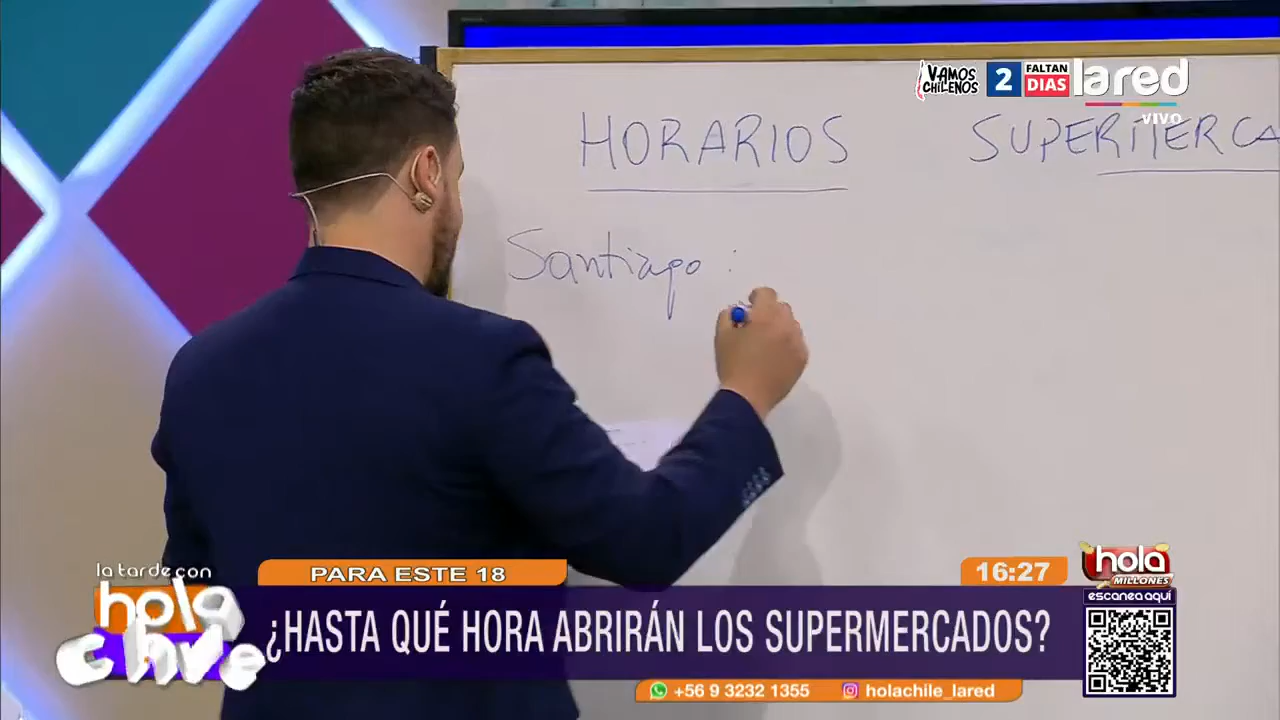 VAMOS CHILENOS
2 FALTAN DIAS
lared
VIVO
HORARIOS SUPERMERCA
Santiago :
la tarde con
hola chile
PARA ESTE 18
16:27
¿HASTA QUÉ HORA ABRIRÁN LOS SUPERMERCADOS?
hola
MILLONES
escanea aquí
+56 9 3232 1355 holachile_lared